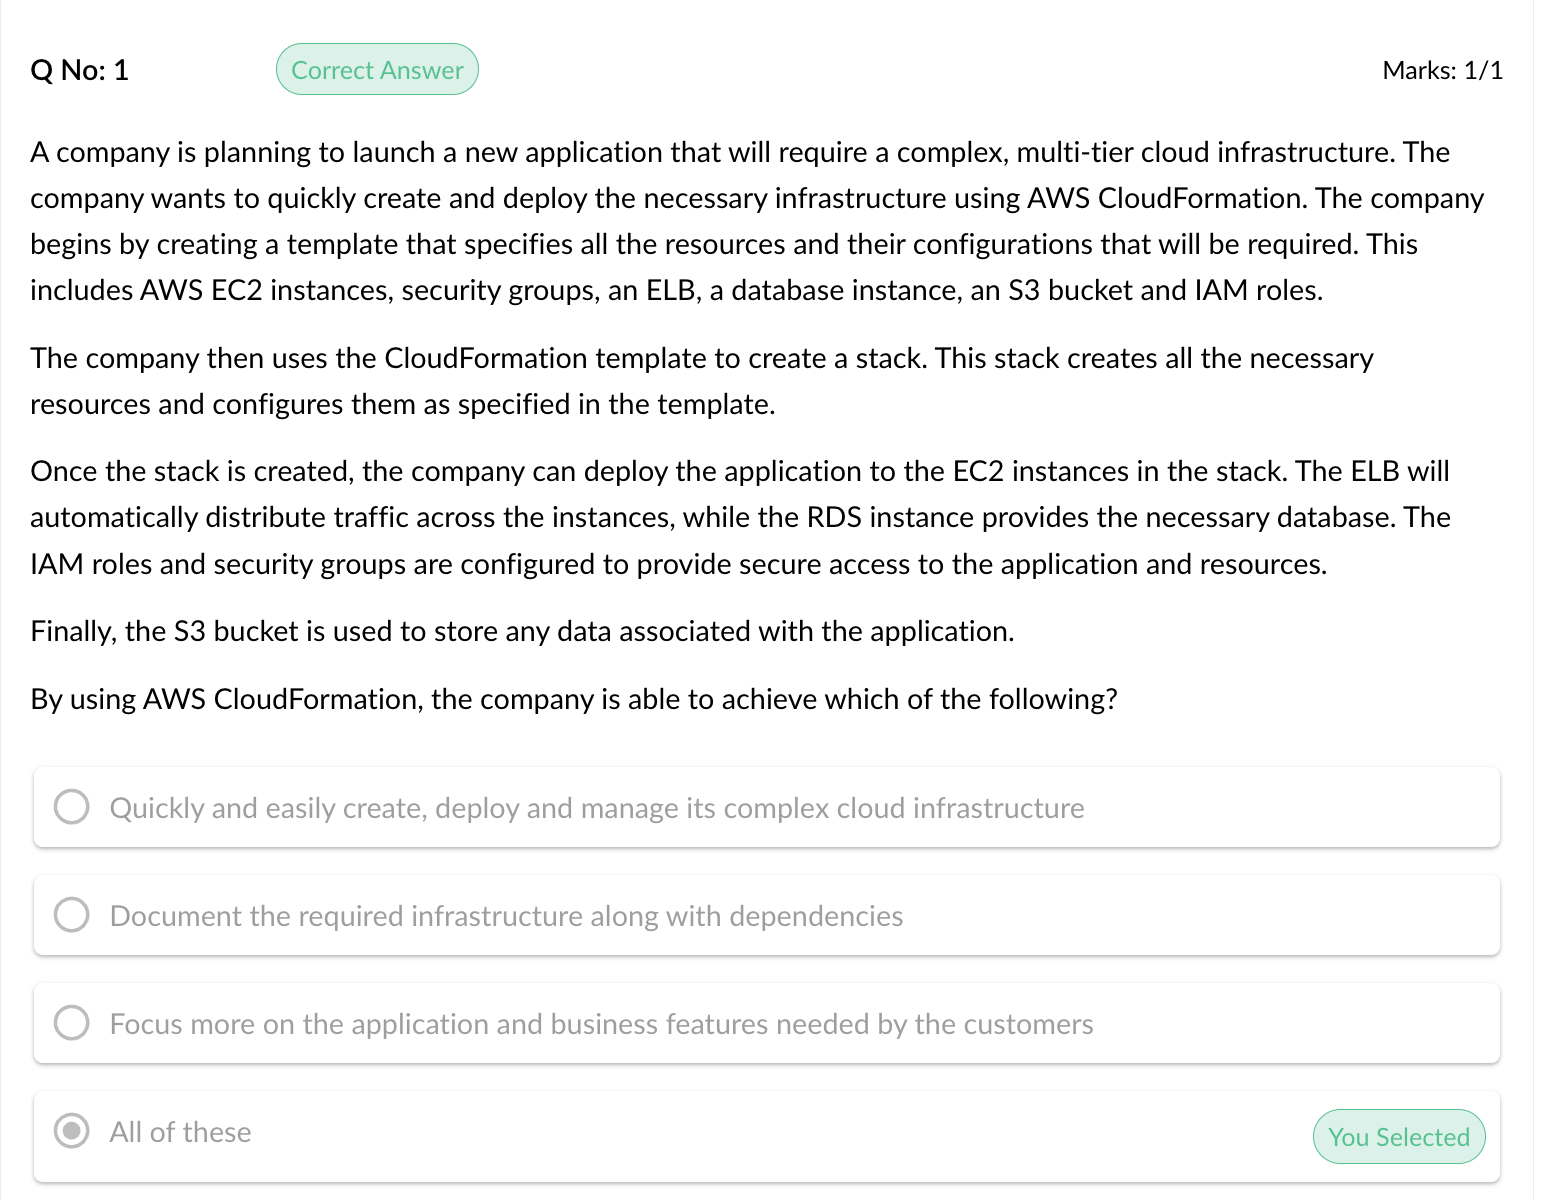 Q No: 1
Correct Answer
Marks: 1/1
A company is planning to launch a new application that will require a complex, multi-tier cloud infrastructure. The
company wants to quickly create and deploy the necessary infrastructure using AWS CloudFormation. The company
begins by creating a template that specifies all the resources and their configurations that will be required. This
includes AWS EC2 instances, security groups, an ELB, a database instance, an S3 bucket and IAM roles.
The company then uses the CloudFormation template to create a stack. This stack creates all the necessary
resources and configures them as specified in the template.
Once the stack is created, the company can deploy the application to the EC2 instances in the stack. The ELB will
automatically distribute traffic across the instances, while the RDS instance provides the necessary database. The
IAM roles and security groups are configured to provide secure access to the application and resources.
Finally, the S3 bucket is used to store any data associated with the application.
By using AWS CloudFormation, the company is able to achieve which of the following?
Quickly and easily create, deploy and manage its complex cloud infrastructure
Document the required infrastructure along with dependencies
Focus more on the application and business features needed by the customers
All of these
You Selected